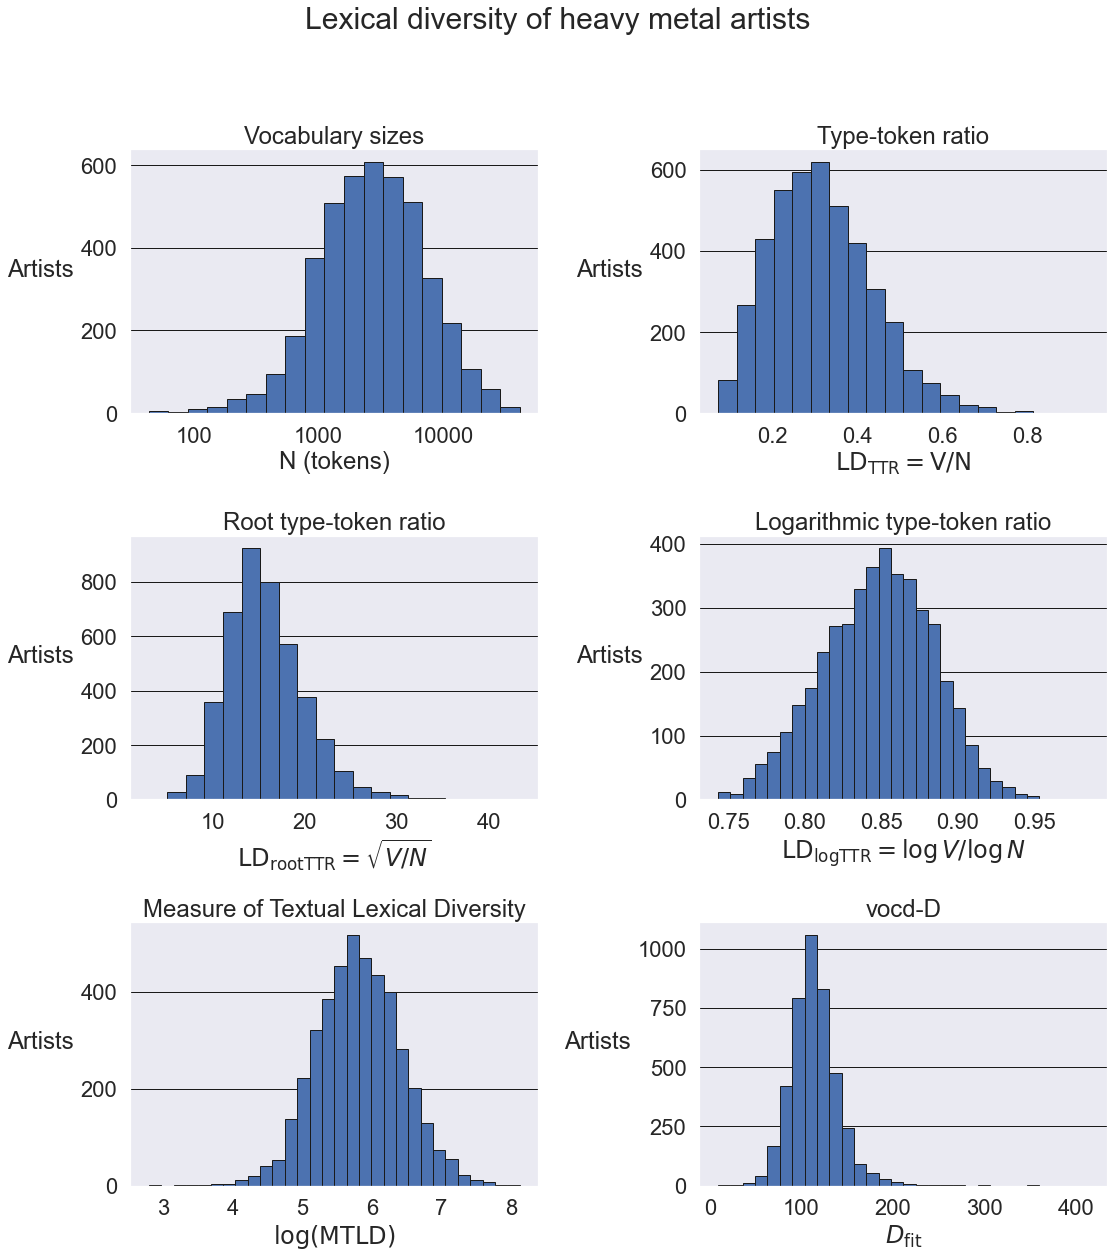 Lexical diversity of heavy metal artists
Vocabulary sizes
600
400
200
0
Artists
100 1000 10000
N (tokens)
Type-token ratio
600
400
200
0
Artists
0.2 0.4 0.6 0.8
LD_TTR = V/N
Root type-token ratio
800
600
400
200
0
Artists
10 20 30 40
LD_rootTTR = √V/N
Logarithmic type-token ratio
400
300
200
100
0
Artists
0.75 0.80 0.85 0.90 0.95
LD_logTTR = log V/log N
Measure of Textual Lexical Diversity
400
200
0
Artists
3 4 5 6 7 8
log(MTLD)
vocd-D
1000
750
500
250
0
Artists
0 100 200 300 400
D_fit